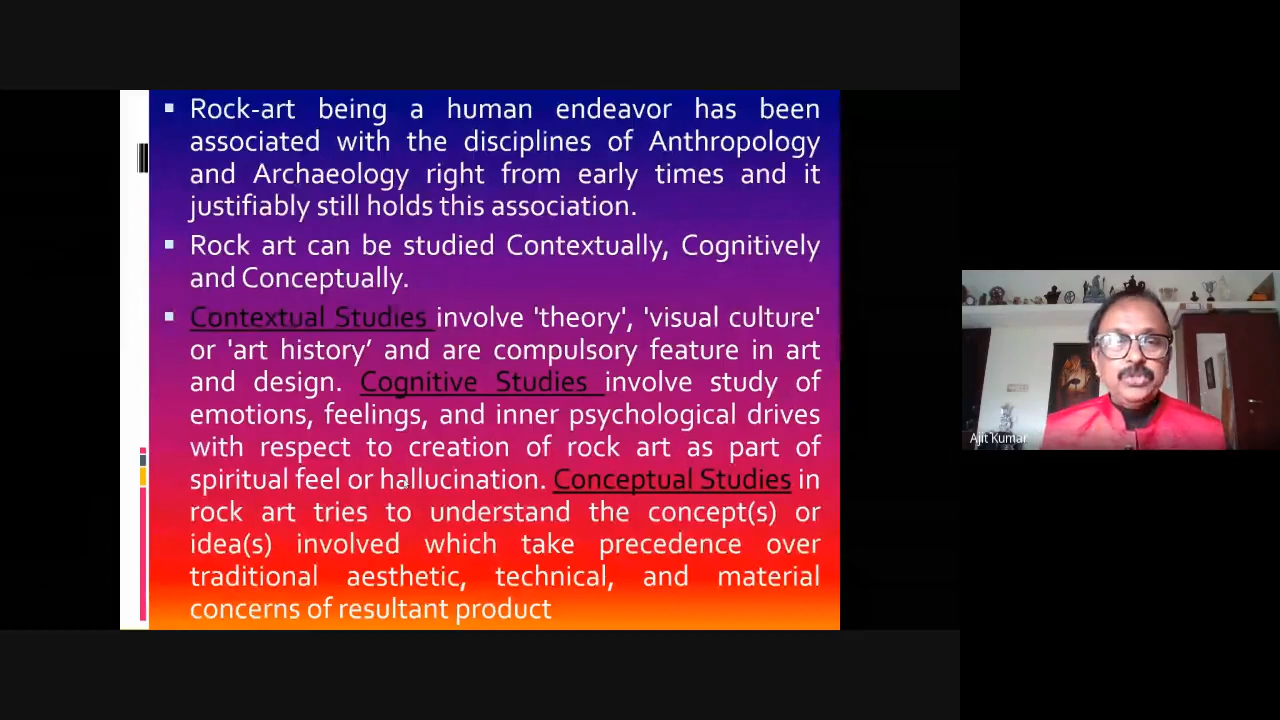 Rock-art being a human endeavor has been
associated with the disciplines of Anthropology
and Archaeology right from early times and it
justifiably still holds this association.
Rock art can be studied Contextually, Cognitively
and Conceptually.
Contextual Studies involve 'theory', 'visual culture'
or 'art history’ and are compulsory feature in art
and design. Cognitive Studies involve study of
emotions, feelings, and inner psychological drives
with respect to creation of rock art as part of
spiritual feel or hallucination. Conceptual Studies in
rock art tries to understand the concept(s) or
idea(s) involved which take precedence over
traditional aesthetic, technical, and material
concerns of resultant product
Ajit Kumar